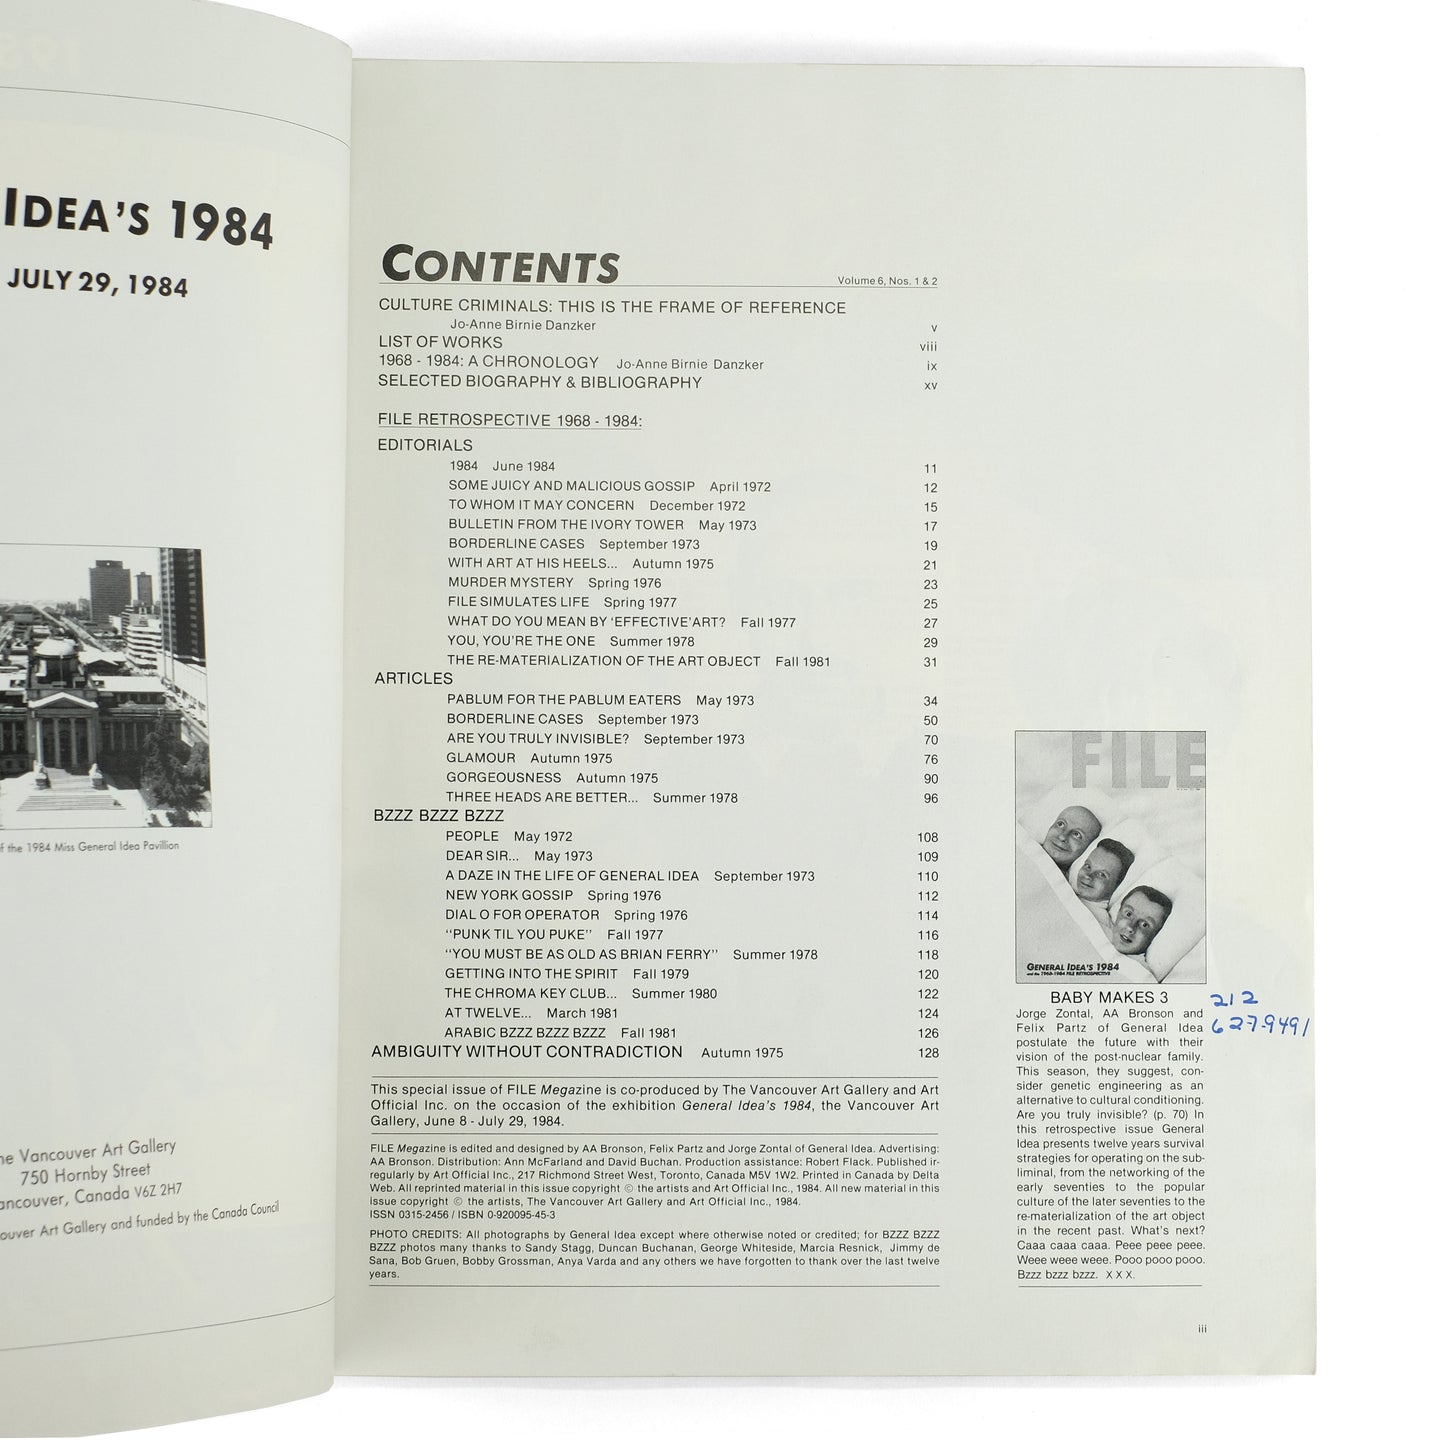 IDEA'S 1984
JULY 29, 1984
f the 1984 Miss General Idea Pavillion
he Vancouver Art Gallery
750 Hornby Street
ancouver, Canada V6Z 2H7
ouver Art Gallery and funded by the Canada Council
CONTENTS
Volume 6, Nos. 1 & 2
CULTURE CRIMINALS: THIS IS THE FRAME OF REFERENCE
Jo-Anne Birnie Danzker v
LIST OF WORKS viii
1968 - 1984: A CHRONOLOGY Jo-Anne Birnie Danzker ix
SELECTED BIOGRAPHY & BIBLIOGRAPHY xv
FILE RETROSPECTIVE 1968 - 1984:
EDITORIALS
1984 June 1984 11
SOME JUICY AND MALICIOUS GOSSIP April 1972 12
TO WHOM IT MAY CONCERN December 1972 15
BULLETIN FROM THE IVORY TOWER May 1973 17
BORDERLINE CASES September 1973 19
WITH ART AT HIS HEELS... Autumn 1975 21
MURDER MYSTERY Spring 1976 23
FILE SIMULATES LIFE Spring 1977 25
WHAT DO YOU MEAN BY 'EFFECTIVE' ART? Fall 1977 27
YOU, YOU'RE THE ONE Summer 1978 29
THE RE-MATERIALIZATION OF THE ART OBJECT Fall 1981 31
ARTICLES
PABLUM FOR THE PABLUM EATERS May 1973 34
BORDERLINE CASES September 1973 50
ARE YOU TRULY INVISIBLE? September 1973 70
GLAMOUR Autumn 1975 76
GORGEOUSNESS Autumn 1975 90
THREE HEADS ARE BETTER... Summer 1978 96
BZZZ BZZZ BZZZ
PEOPLE May 1972 108
DEAR SIR... May 1973 109
A DAZE IN THE LIFE OF GENERAL IDEA September 1973 110
NEW YORK GOSSIP Spring 1976 112
DIAL O FOR OPERATOR Spring 1976 114
"PUNK TIL YOU PUKE" Fall 1977 116
"YOU MUST BE AS OLD AS BRIAN FERRY" Summer 1978 118
GETTING INTO THE SPIRIT Fall 1979 120
THE CHROMA KEY CLUB... Summer 1980 122
AT TWELVE... March 1981 124
ARABIC BZZZ BZZZ BZZZ Fall 1981 126
AMBIGUITY WITHOUT CONTRADICTION Autumn 1975 128
This special issue of FILE Megazine is co-produced by The Vancouver Art Gallery and Art
Official Inc. on the occasion of the exhibition General Idea's 1984, the Vancouver Art
Gallery, June 8 - July 29, 1984.
FILE Megazine is edited and designed by AA Bronson, Felix Partz and Jorge Zontal of General Idea. Advertising:
AA Bronson. Distribution: Ann McFarland and David Buchan. Production assistance: Robert Flack. Published ir-
regularly by Art Official Inc., 217 Richmond Street West, Toronto, Canada M5V 1W2. Printed in Canada by Delta
Web. All reprinted material in this issue copyright © the artists and Art Official Inc., 1984. All new material in this
issue copyright © the artists, The Vancouver Art Gallery and Art Official Inc., 1984.
ISSN 0315-2456 / ISBN 0-920095-45-3
PHOTO CREDITS: All photographs by General Idea except where otherwise noted or credited; for BZZZ BZZZ
BZZZ photos many thanks to Sandy Stagg, Duncan Buchanan, George Whiteside, Marcia Resnick, Jimmy de
Sana, Bob Gruen, Bobby Grossman, Anya Varda and any others we have forgotten to thank over the last twelve
years.
FILE
GENERAL IDEA'S 1984
and the 1968-1984 FILE RETROSPECTIVE
BABY MAKES 3
212
627-9491
Jorge Zontal, AA Bronson and
Felix Partz of General Idea
postulate the future with their
vision of the post-nuclear family.
This season, they suggest, con-
sider genetic engineering as an
alternative to cultural conditioning.
Are you truly invisible? (p. 70) In
this retrospective issue General
Idea presents twelve years survival
strategies for operating on the sub-
liminal, from the networking of the
early seventies to the popular
culture of the later seventies to the
re-materialization of the art object
in the recent past. What's next?
Caaa caaa caaa. Peee peee peee.
Weee weee weee. Pooo pooo pooo.
Bzzz bzzz bzzz. X X X.
iii